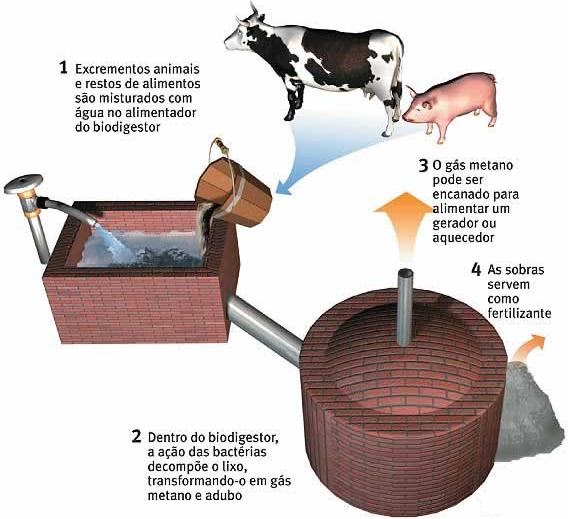 1 Excrementos animais
e restos de alimentos
são misturados com
água no alimentador
do biodigestor
2 Dentro do biodigestor,
a ação das bactérias
decompõe o lixo,
transformando-o em gás
metano e adubo
3 O gás metano
pode ser
encanado para
alimentar um
gerador ou
aquecedor
4 As sobras
servem
como
fertilizante